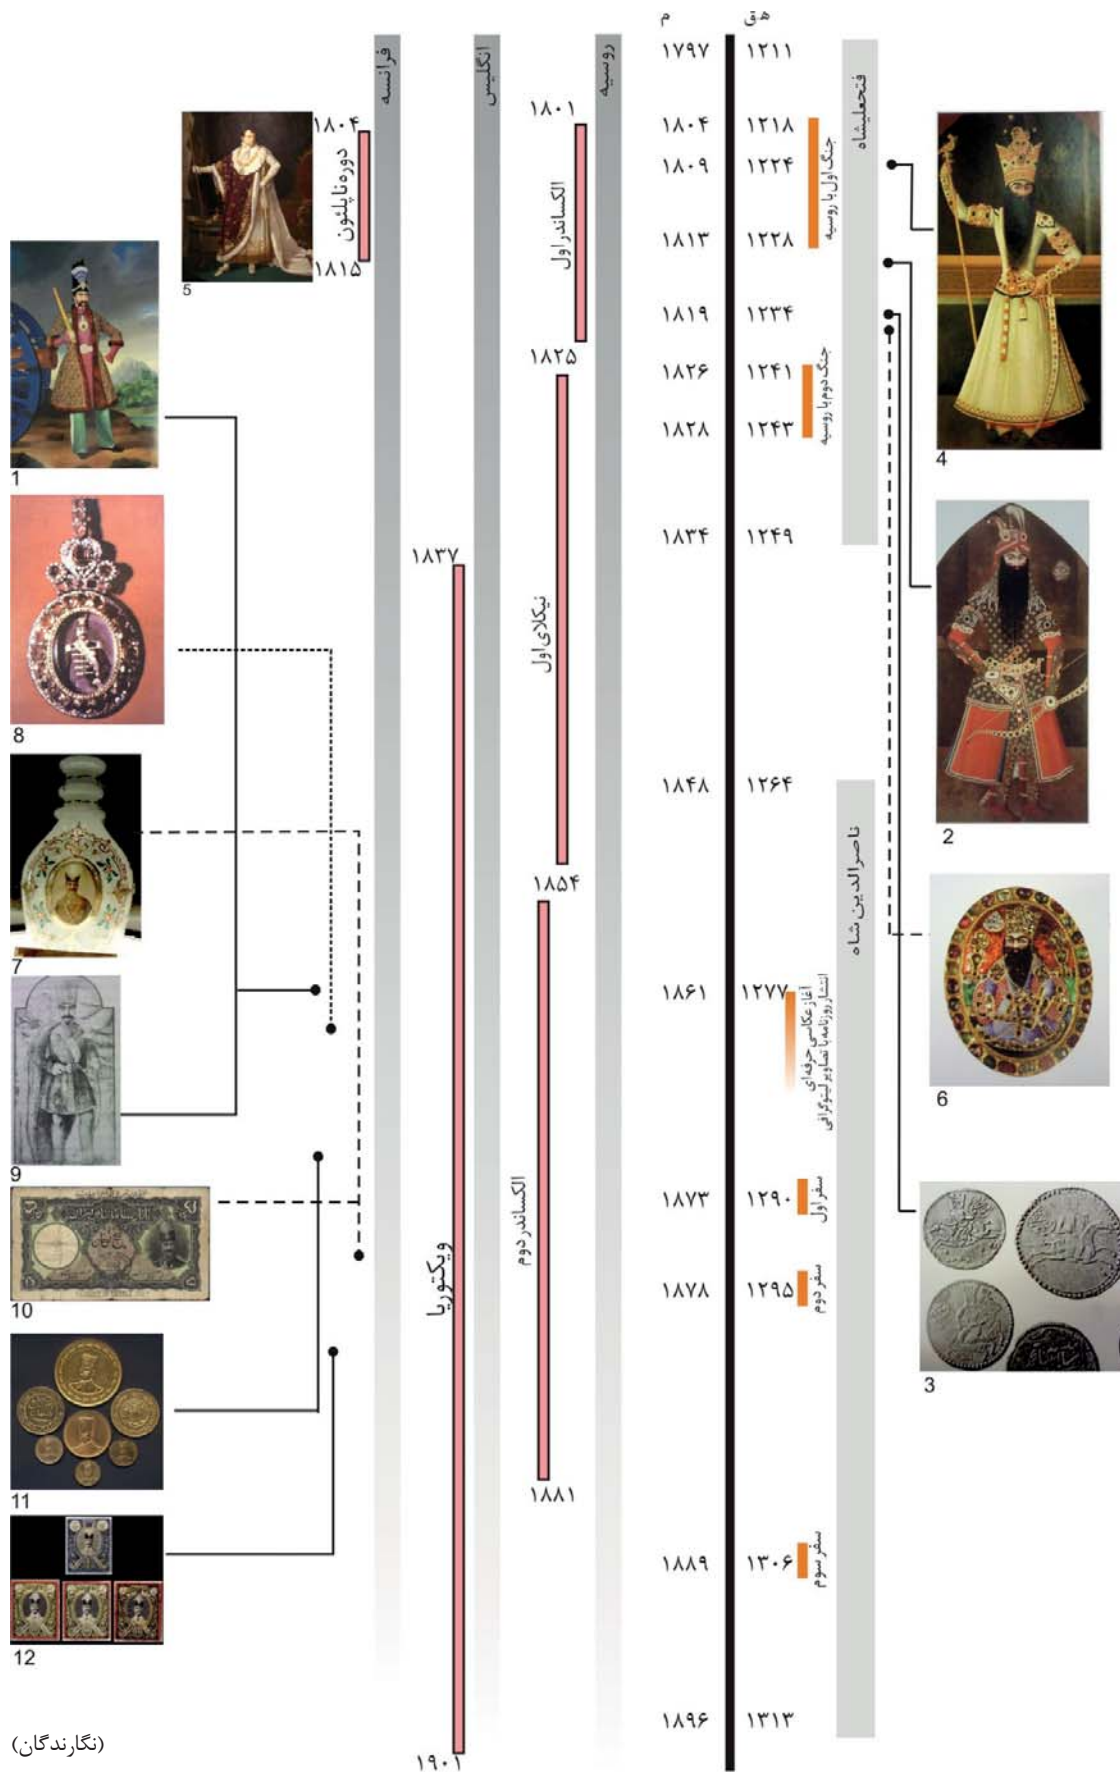 م
هـ ق
فرانسه
انگلیس
روسیه
فتحعلیشاه
۱۷۹۷
۱۲۱۱
۱۸۰۱
۱۸۰۴
۱۸۰۴
۱۲۱۸
جنگ اول با روسیه
دوره ناپلئون
الکساندر اول
۱۸۰۹
۱۲۲۴
۱۸۱۳
۱۲۲۸
۱۸۱۵
5
۱۸۱۹
۱۲۳۴
۱۸۲۵
۱۸۲۶
۱۲۴۱
جنگ دوم با روسیه
۱۸۲۸
۱۲۴۳
4
1
۱۸۳۴
۱۲۴۹
۱۸۳۷
نیکلای اول
8
۱۸۴۸
۱۲۶۴
2
ناصرالدین شاه
۱۸۵۴
7
۱۸۶۱
۱۲۷۷
آغاز عکاسی حرفه ای
انتشار روزنامه با تصاویر لیتوگرافی
6
9
۱۸۷۳
۱۲۹۰
سفر اول
الکساندر دوم
ویکتوریا
۱۸۷۸
۱۲۹۵
سفر دوم
10
3
۱۸۸۱
11
۱۸۸۹
۱۳۰۶
سفر سوم
12
۱۸۹۶
۱۳۱۳
(نگارندگان)
۱۹۰۱